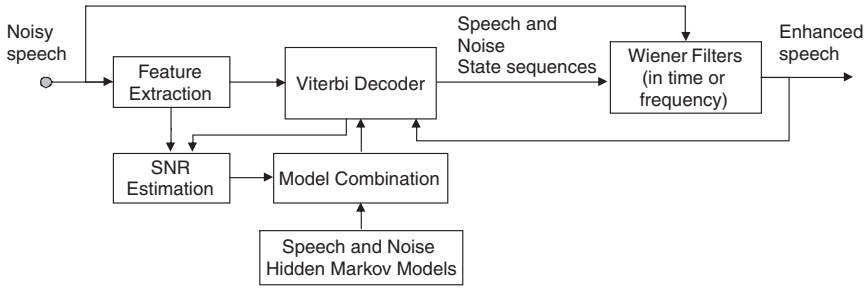 Noisy
speech
Feature
Extraction
Viterbi Decoder
Speech and
Noise
State sequences
Wiener Filters
(in time or
frequency)
Enhanced
speech
SNR
Estimation
Model Combination
Speech and Noise
Hidden Markov Models